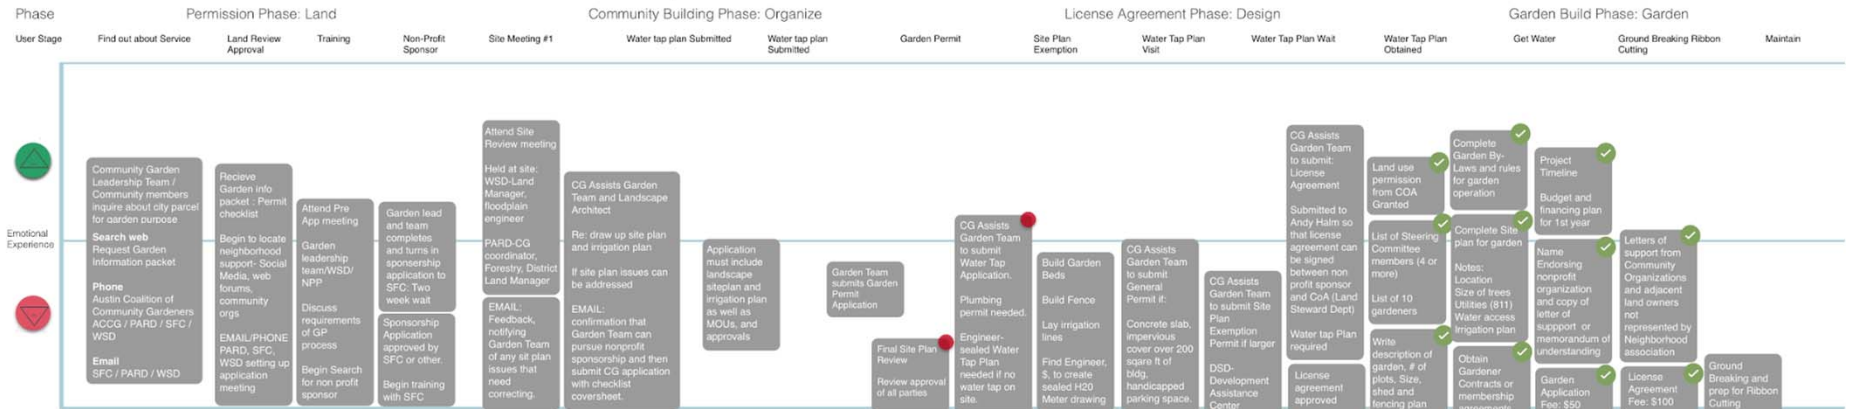 Phase
Permission Phase: Land
Community Building Phase: Organize
License Agreement Phase: Design
Garden Build Phase: Garden
User Stage
Find out about Service
Land Review
Approval
Training
Non-Profit
Sponsor
Site Meeting #1
Water tap plan Submitted
Water tap plan
Submitted
Garden Permit
Site Plan
Exemption
Water Tap Plan
Visit
Water Tap Plan Wait
Water Tap Plan
Obtained
Get Water
Ground Breaking Ribbon
Cutting
Maintain
Emotional
Experience
Community Garden
Leadership Team /
Community members
inquire about city parcel
for garden purpose
Search web
Request Garden
Information packet
Phone
Austin Coalition of
Community Gardeners
ACCG / PARD / SFC /
WSD
Email
SFC / PARD / WSD
Recieve
Garden info
packet : Permit
checklist
Begin to locate
neighborhood
support- Social
Media, web
forums,
community
orgs
EMAIL/PHONE
PARD, SFC,
WSD setting up
application
meeting
Attend Pre
App meeting
Garden
leadership
team/WSD/
NPP
Discuss
requirements
of GP
process
Begin Search
for non profit
sponsor
Garden lead
and team
completes
and turns in
sponsership
application to
SFC: Two
week wait
Sponsorship
Application
approved by
SFC or other.
Begin training
with SFC
Attend Site
Review meeting
Held at site:
WSD-Land
Manager,
floodplain
engineer
PARD-CG
coordinator,
Forestry, District
Land Manager
EMAIL:
Feedback,
notifying
Garden Team
of any sit plan
issues that
need
correcting.
CG Assists Garden
Team and Landscape
Architect
Re: draw up site plan
and irrigation plan
If site plan issues can
be addressed
EMAIL:
confirmation that
Garden Team can
pursue nonprofit
sponsorship and then
submit CG application
with checklist
coversheet.
Application
must include
landscape
siteplan and
irrigation plan
as well as
MOUs, and
approvals
Garden Team
submits Garden
Permit
Application
Final Site Plan
Review
Review approval
of all parties
CG Assists
Garden Team
to submit
Water Tap
Application.
Plumbing
permit needed.
Engineer-
sealed Water
Tap Plan
needed if no
water tap on
site.
Build Garden
Beds
Build Fence
Lay irrigation
lines
Find Engineer,
$, to create
sealed H20
Meter drawing
CG Assists
Garden Team
to submit
General
Permit if:
Concrete slab,
impervious
cover over 200
sqare ft of
bldg,
handicapped
parking space.
CG Assists
Garden Team
to submit Site
Plan
Exemption
Permit if larger
DSD-
Development
Assistance
Center
CG Assists
Garden Team
to submit:
License
Agreement
Submitted to
Andy Halm so
that license
agreement can
be signed
between non
profit sponsor
and CoA (Land
Steward Dept)
Water tap Plan
required
License
agreement
approved
Land use
permission
from COA
Granted
List of Steering
Committee
members (4 or
more)
List of 10
gardeners
Write
description of
garden, # of
plots, Size,
shed and
fencing plan
Complete
Garden By-
Laws and rules
for garden
operation
Complete Site
plan for garden
Notes:
Location
Size of trees
Utilities (811)
Water access
Irrigation plan
Obtain
Gardener
Contracts or
membership
agreements
Project
Timeline
Budget and
financing plan
for 1st year
Name
Endorsing
nonprofit
organization
and copy of
letter of
suppport or
memorandum of
understanding
Garden
Application
Fee: $50
Letters of
support from
Community
Organizations
and adjacent
land owners
not
represented by
Neighborhood
association
License
Agreement
Fee: $100
Ground
Breaking and
prep for Ribbon
Cutting